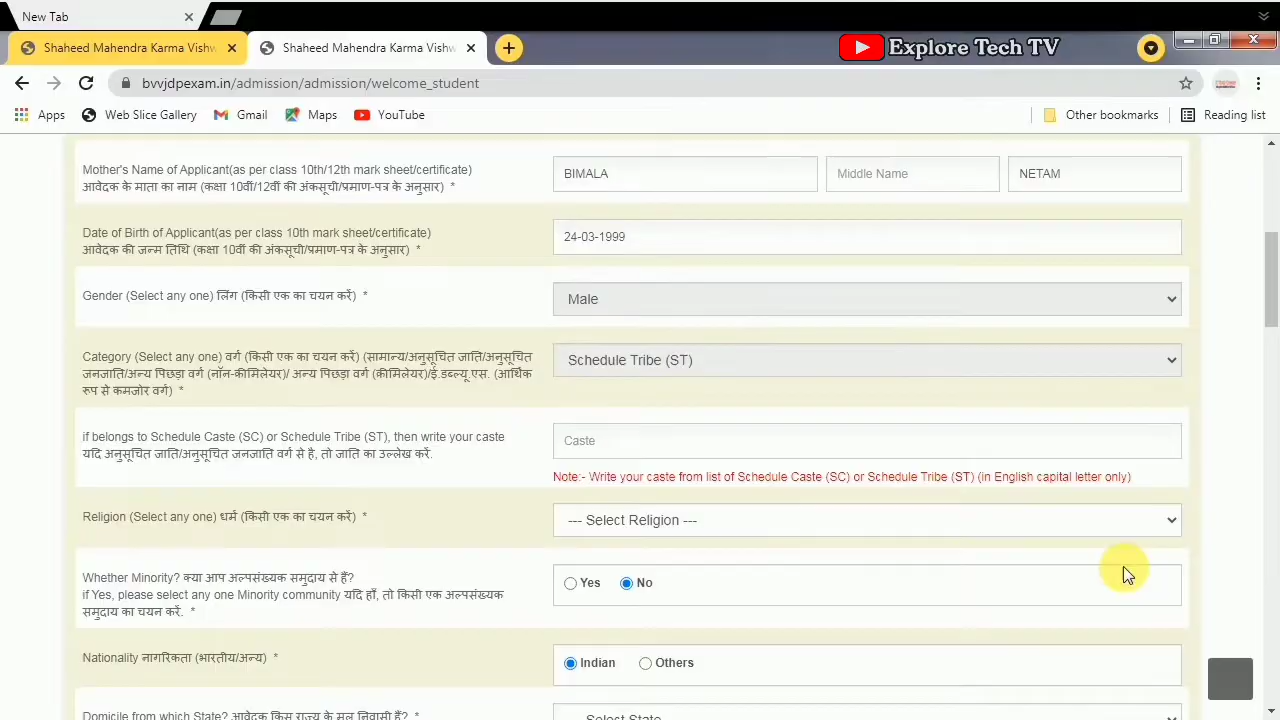 New Tab
Shaheed Mahendra Karma Vishw
Shaheed Mahendra Karma Vishw
Explore Tech TV
bvvjdpexam.in/admission/admission/welcome_student
Apps Web Slice Gallery Gmail Maps YouTube Other bookmarks Reading list
Mother's Name of Applicant(as per class 10th/12th mark sheet/certificate)
आवेदक के माता का नाम (कक्षा 10वीं/12वीं की अंकसूची/प्रमाण-पत्र के अनुसार) *
BIMALA Middle Name NETAM
Date of Birth of Applicant(as per class 10th mark sheet/certificate)
आवेदक की जन्म तिथि (कक्षा 10वीं की अंकसूची/प्रमाण-पत्र के अनुसार) *
24-03-1999
Gender (Select any one) लिंग (किसी एक का चयन करें) *
Male
Category (Select any one) वर्ग (किसी एक का चयन करें) (सामान्य/अनुसूचित जाति/अनुसूचित
जनजाति/अन्य पिछड़ा वर्ग (नॉन-क्रीमिलेयर)/ अन्य पिछड़ा वर्ग (क्रीमिलेयर)/ई.डब्ल्यू.एस. (आर्थिक
रुप से कमजोर वर्ग) *
Schedule Tribe (ST)
if belongs to Schedule Caste (SC) or Schedule Tribe (ST), then write your caste
यदि अनुसूचित जाति/अनुसूचित जनजाति वर्ग से है, तो जाति का उल्लेख करें.
Caste
Note:- Write your caste from list of Schedule Caste (SC) or Schedule Tribe (ST) (in English capital letter only)
Religion (Select any one) धर्म (किसी एक का चयन करें) *
--- Select Religion ---
Whether Minority? क्या आप अल्पसंख्यक समुदाय से हैं?
if Yes, please select any one Minority community यदि हाँ, तो किसी एक अल्पसंख्यक
समुदाय का चयन करें. *
Yes No
Nationality नागरिकता (भारतीय/अन्य) *
Indian Others
Domicile from which State? आवेदक किस राज्य के मूल निवासी हैं? *
Select State